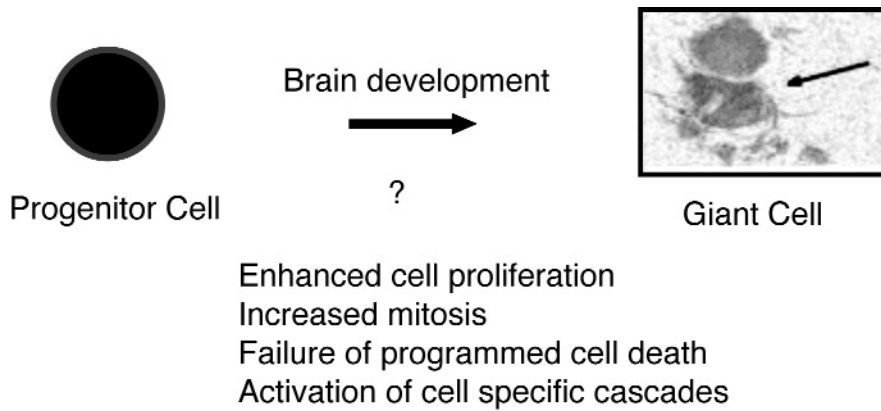 Brain development
?
Progenitor Cell
Giant Cell
Enhanced cell proliferation
Increased mitosis
Failure of programmed cell death
Activation of cell specific cascades